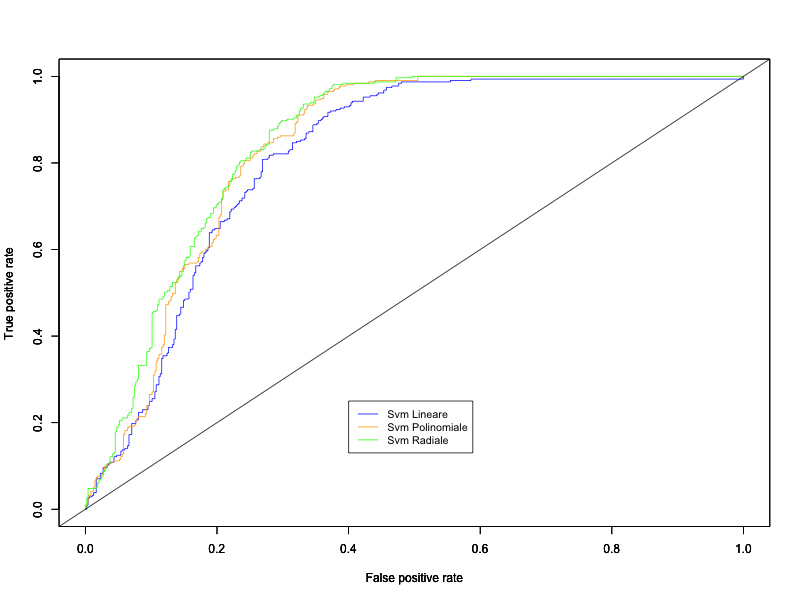 True positive rate
1.0
0.8
0.6
0.4
0.2
0.0
Svm Lineare
Svm Polinomiale
Svm Radiale
0.0 0.2 0.4 0.6 0.8 1.0
False positive rate